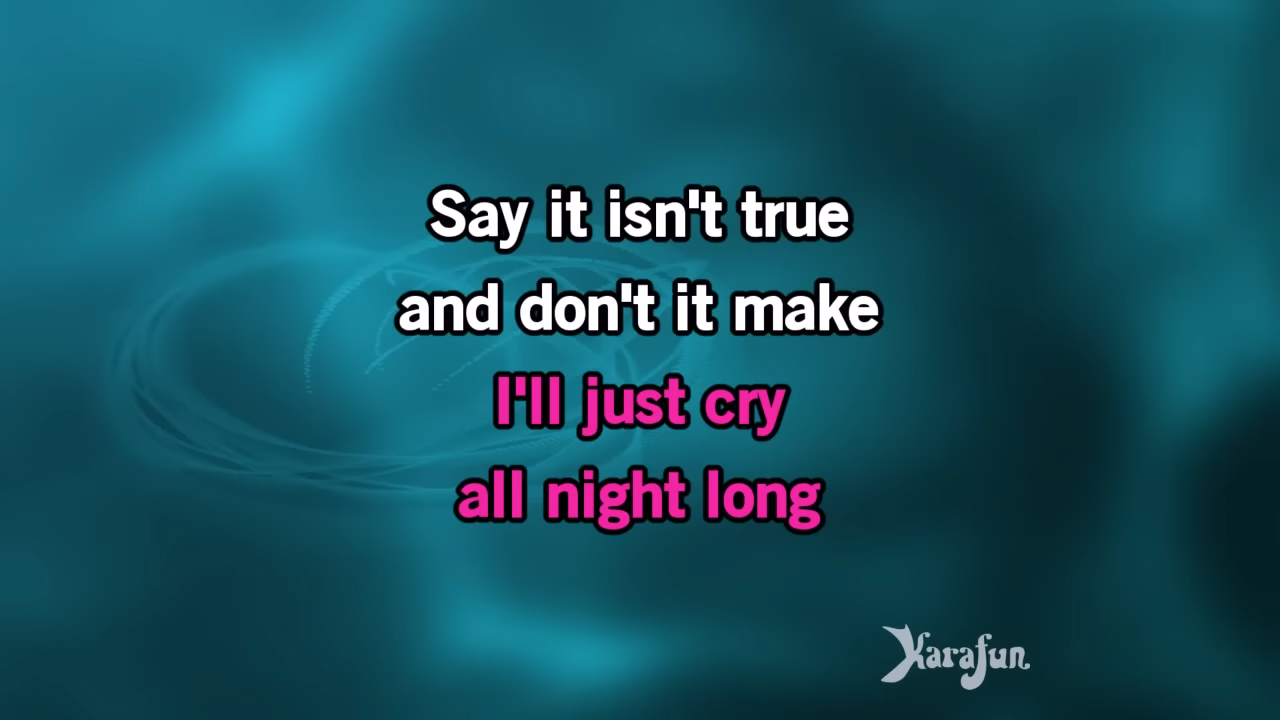 Say it isn't true
and don't it make
I'll just cry
all night long
Karafun